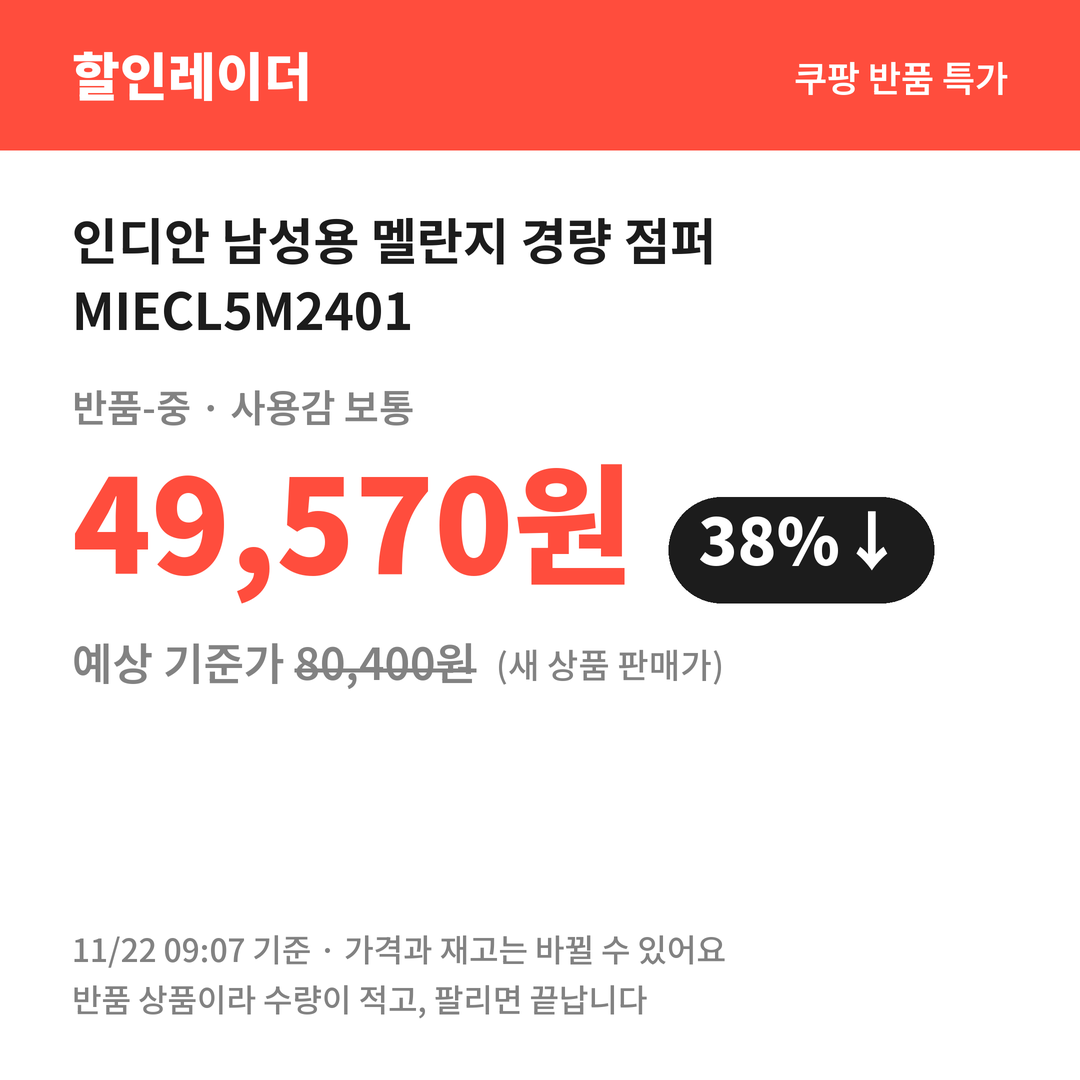 할인레이더
쿠팡 반품 특가
인디안 남성용 멜란지 경량 점퍼
MIECL5M2401
반품-중 · 사용감 보통
49,570원 38%↓
예상 기준가 80,400원 (새 상품 판매가)
11/22 09:07 기준 · 가격과 재고는 바뀔 수 있어요
반품 상품이라 수량이 적고, 팔리면 끝납니다